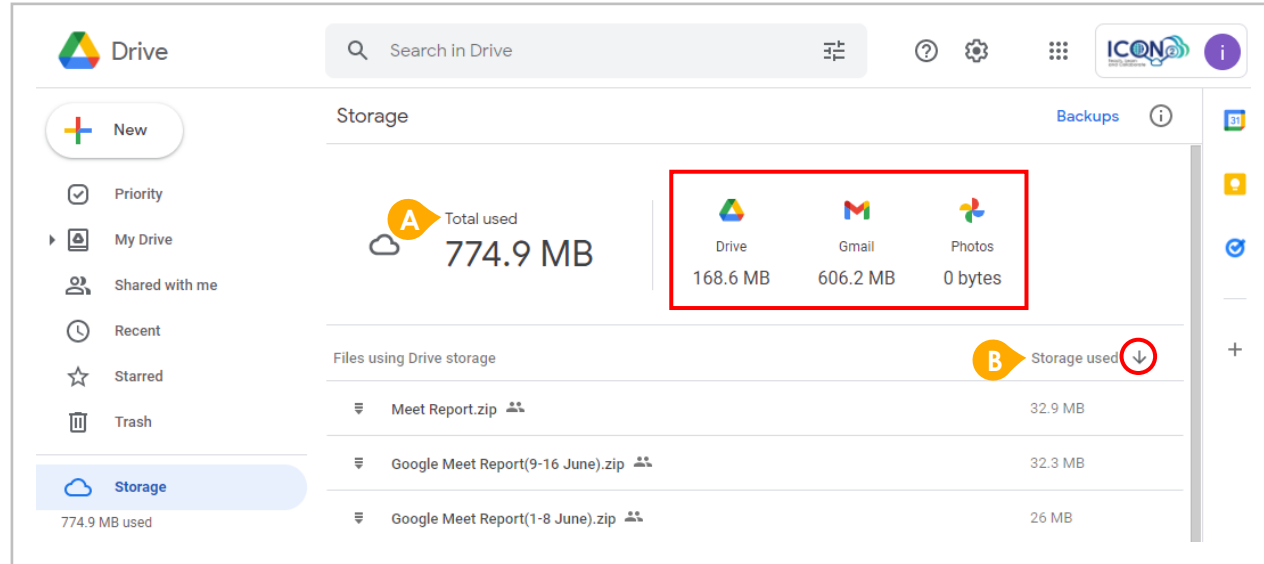 Drive
Search in Drive
ICON2
i
New
Storage
Backups
31
Priority
My Drive
Shared with me
Recent
Starred
Trash
Storage
774.9 MB used
A
Total used
774.9 MB
Drive
Gmail
Photos
168.6 MB
606.2 MB
0 bytes
Files using Drive storage
B
Storage used
Meet Report.zip
32.9 MB
Google Meet Report(9-16 June).zip
32.3 MB
Google Meet Report(1-8 June).zip
26 MB